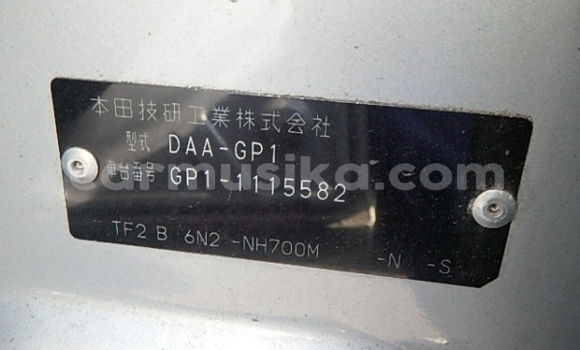 本田技研工業株式会社
型式 DAA-GP1
車台番号 GP1-1115582
carmusika.com
TF2 B 6N2 -NH700M -N -S